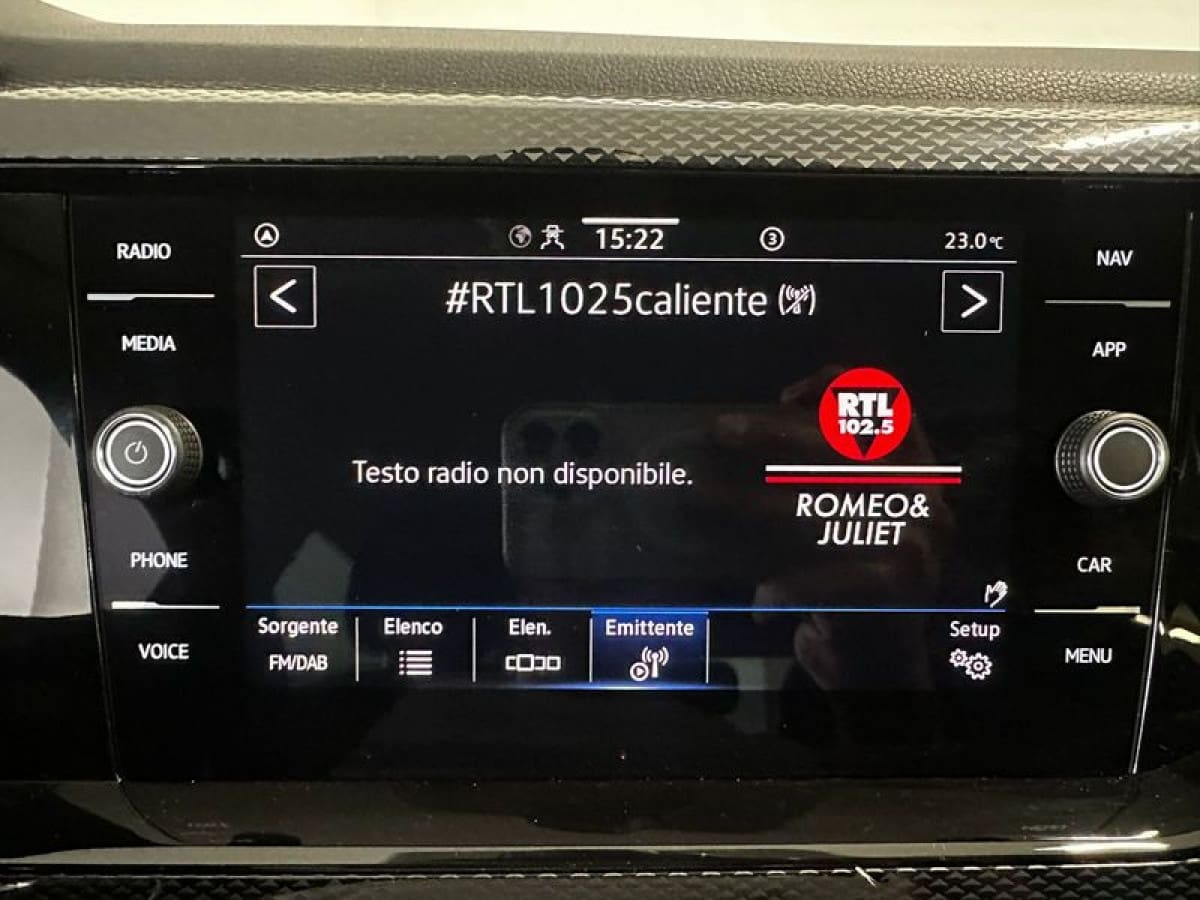 RADIO
MEDIA
PHONE
VOICE
15:22
3
23.0°C
#RTL1025caliente
Testo radio non disponibile.
RTL
102.5
ROMEO&
JULIET
Sorgente
FM/DAB
Elenco
Elen.
Emittente
Setup
NAV
APP
CAR
MENU